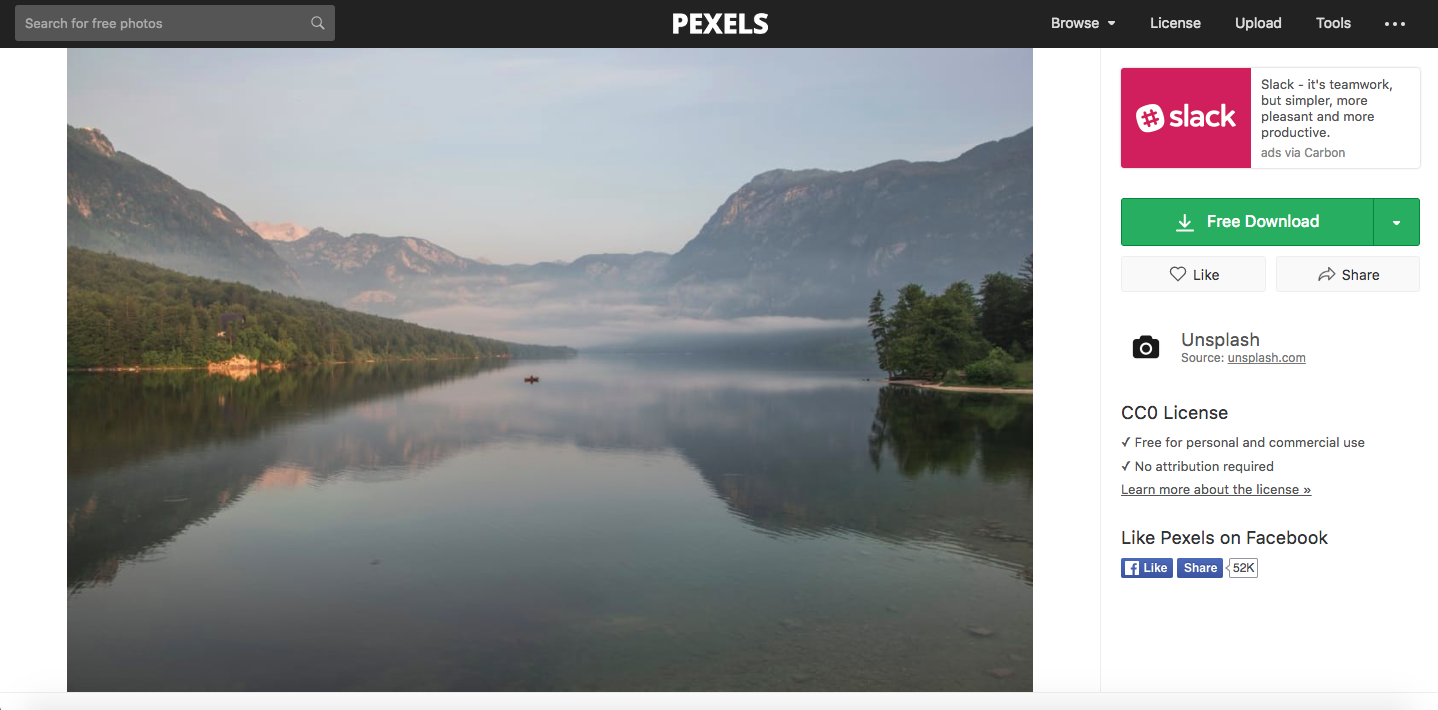 Search for free photos
PEXELS
Browse
License
Upload
Tools
slack
Slack - it's teamwork,
but simpler, more
pleasant and more
productive.
ads via Carbon
Free Download
Like
Share
Unsplash
Source: unsplash.com
CC0 License
✓ Free for personal and commercial use
✓ No attribution required
Learn more about the license »
Like Pexels on Facebook
Like
Share
52K